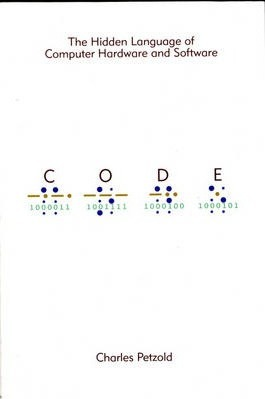 The Hidden Language of
Computer Hardware and Software
C O D E
1000011 1001111 1000100 1000101
Charles Petzold